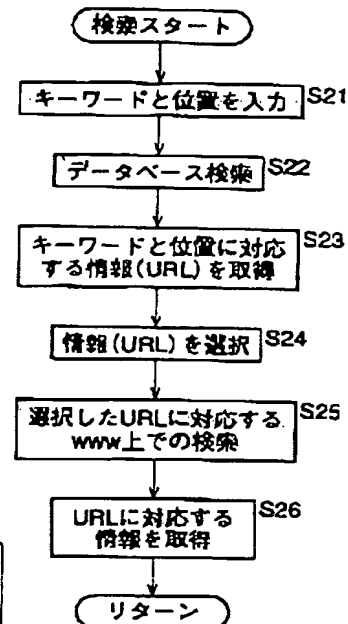 検索スタート
キーワードと位置を入力 S21
データベース検索 S22
キーワードと位置に対応 S23
する情報(URL)を取得
情報(URL)を選択 S24
選択したURLに対応する S25
www上での検索
URLに対応する S26
情報を取得
リターン